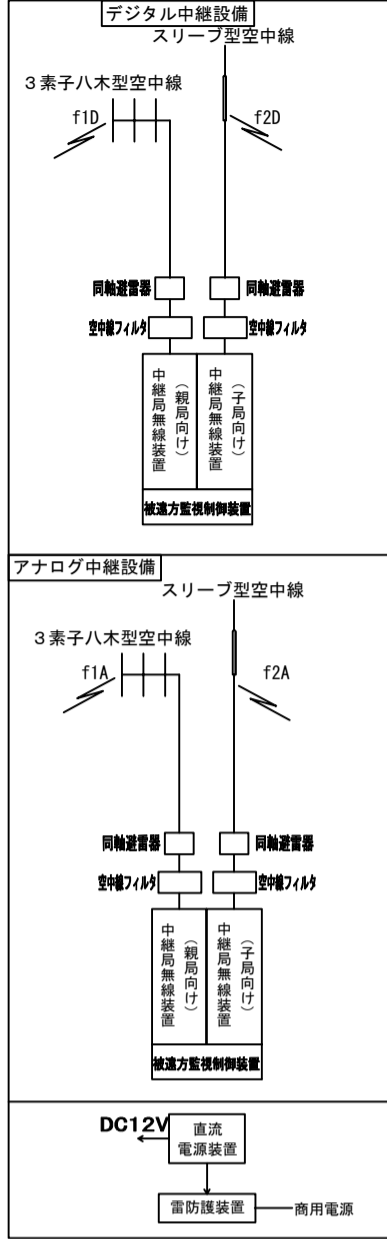 デジタル中継設備
スリーブ型空中線
3素子八木型空中線
f1D
f2D
同軸避雷器
同軸避雷器
空中線フィルタ
空中線フィルタ
中継局無線装置
(親局向け)
中継局無線装置
(子局向け)
被遠方監視制御装置
アナログ中継設備
スリーブ型空中線
3素子八木型空中線
f1A
f2A
同軸避雷器
同軸避雷器
空中線フィルタ
空中線フィルタ
中継局無線装置
(親局向け)
中継局無線装置
(子局向け)
被遠方監視制御装置
DC12V
直流
電源装置
雷防護装置
商用電源